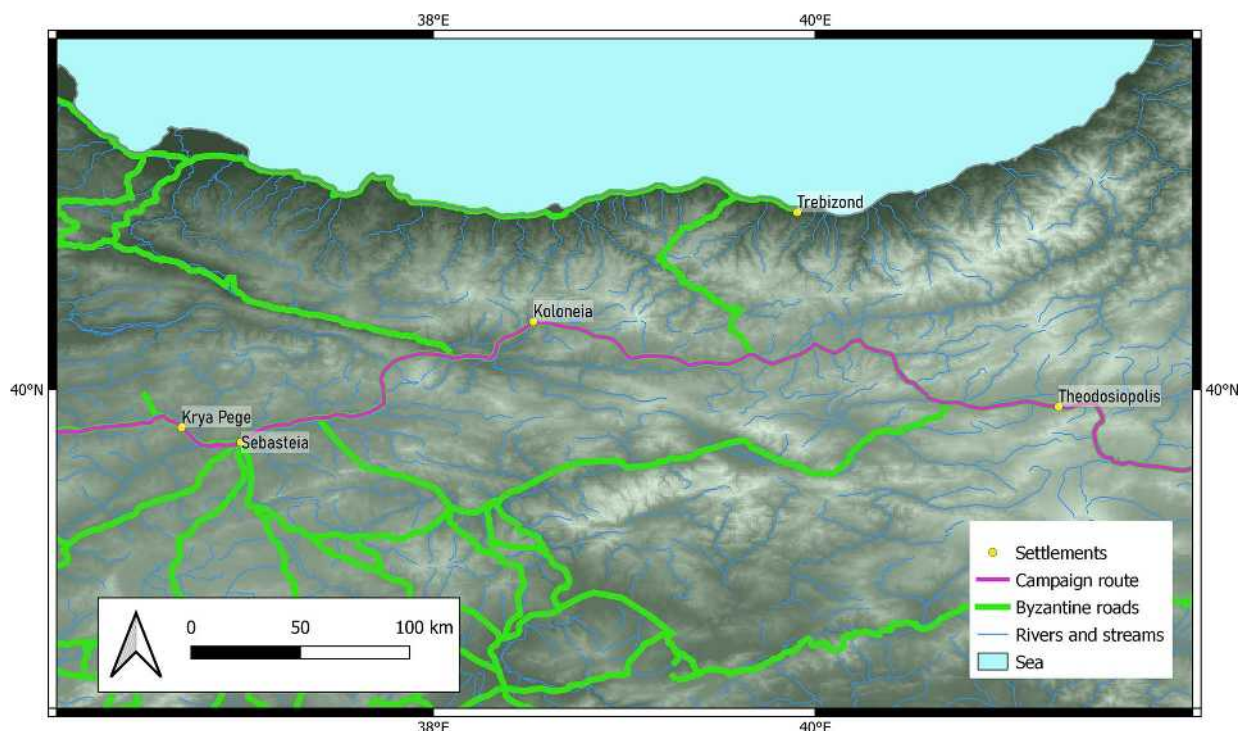 38°E 40°E
Trebizond
Koloneia
40°N 40°N
Theodosiopolis
Krya Pege
Sebasteia
Settlements
Campaign route
Byzantine roads
Rivers and streams
Sea
0 50 100 km
38°E 40°E